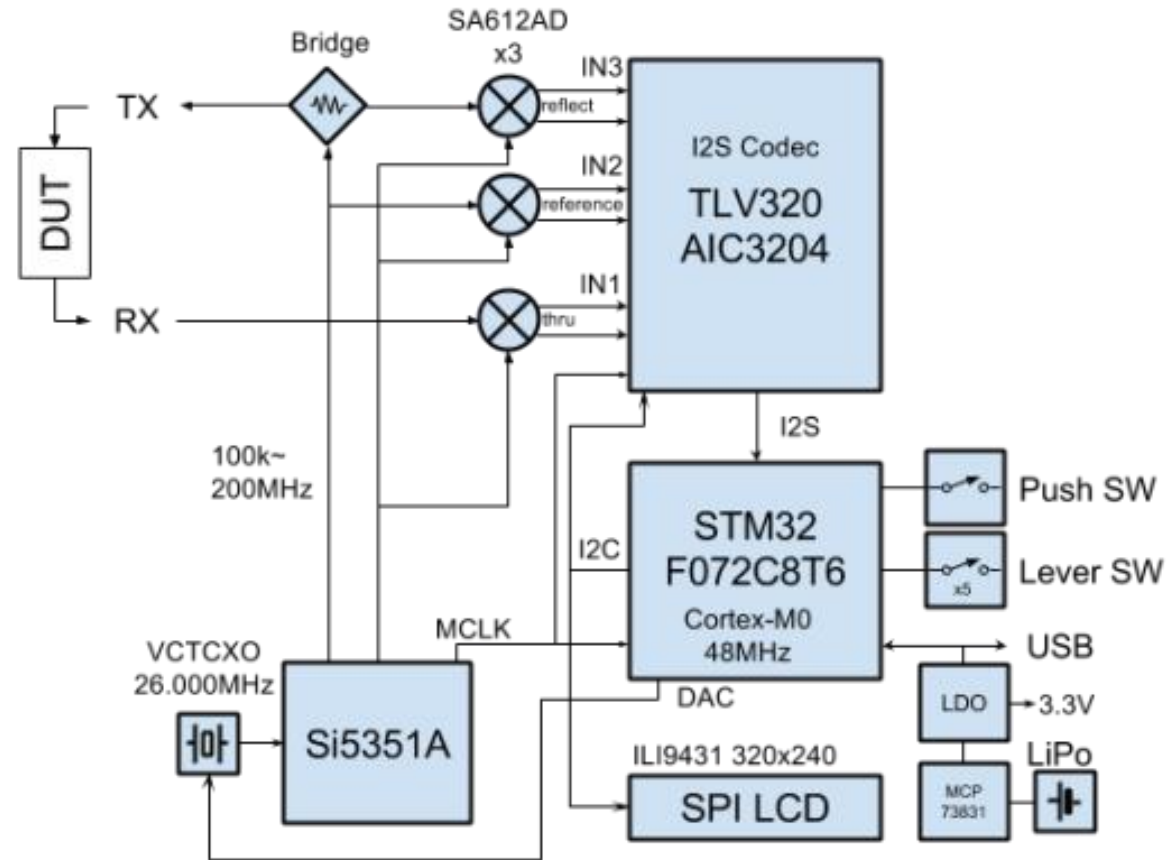 SA612AD
x3
Bridge
IN3
TX
reflect
I2S Codec
IN2
TLV320
AIC3204
reference
DUT
IN1
RX
thru
I2S
100k~
200MHz
Push SW
STM32
F072C8T6
I2C
Lever SW
x5
Cortex-M0
48MHz
MCLK
VCTCXO
26.000MHz
USB
DAC
LDO
3.3V
Si5351A
ILI9431 320x240
LiPo
SPI LCD
MCP
73831